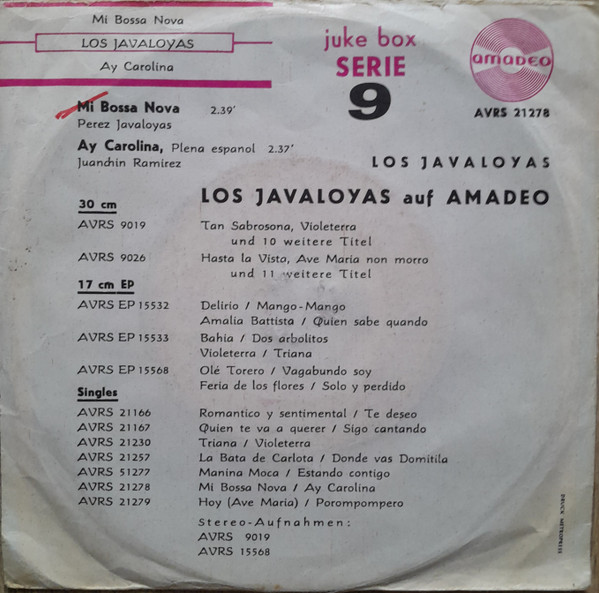 Mi Bossa Nova
LOS JAVALOYAS
Ay Carolina
juke box
SERIE
9
amadeo
AVRS 21278
Mi Bossa Nova 2.39'
Perez Javaloyas
Ay Carolina, Plena espanol 2.37'
Juanchin Ramirez
LOS JAVALOYAS
LOS JAVALOYAS auf AMADEO
30 cm
AVRS 9019 Tan Sabrosona, Violeterra
und 10 weitere Titel
AVRS 9026 Hasta la Vista, Ave Maria non morro
und 11 weitere Titel
17 cm EP
AVRS EP 15532 Delirio / Mango-Mango
Amalia Battista / Quien sabe quando
AVRS EP 15533 Bahia / Dos arbolitos
Violeterra / Triana
AVRS EP 15568 Olé Torero / Vagabundo soy
Feria de los flores / Solo y perdido
Singles
AVRS 21166 Romantico y sentimental / Te deseo
AVRS 21167 Quien te va a querer / Sigo cantando
AVRS 21230 Triana / Violeterra
AVRS 21257 La Bata de Carlota / Donde vas Domitila
AVRS 51277 Manina Moca / Estando contigo
AVRS 21278 Mi Bossa Nova / Ay Carolina
AVRS 21279 Hoy (Ave Maria) / Porompompero
Stereo-Aufnahmen:
AVRS 9019
AVRS 15568
DRUCK METROPRESS